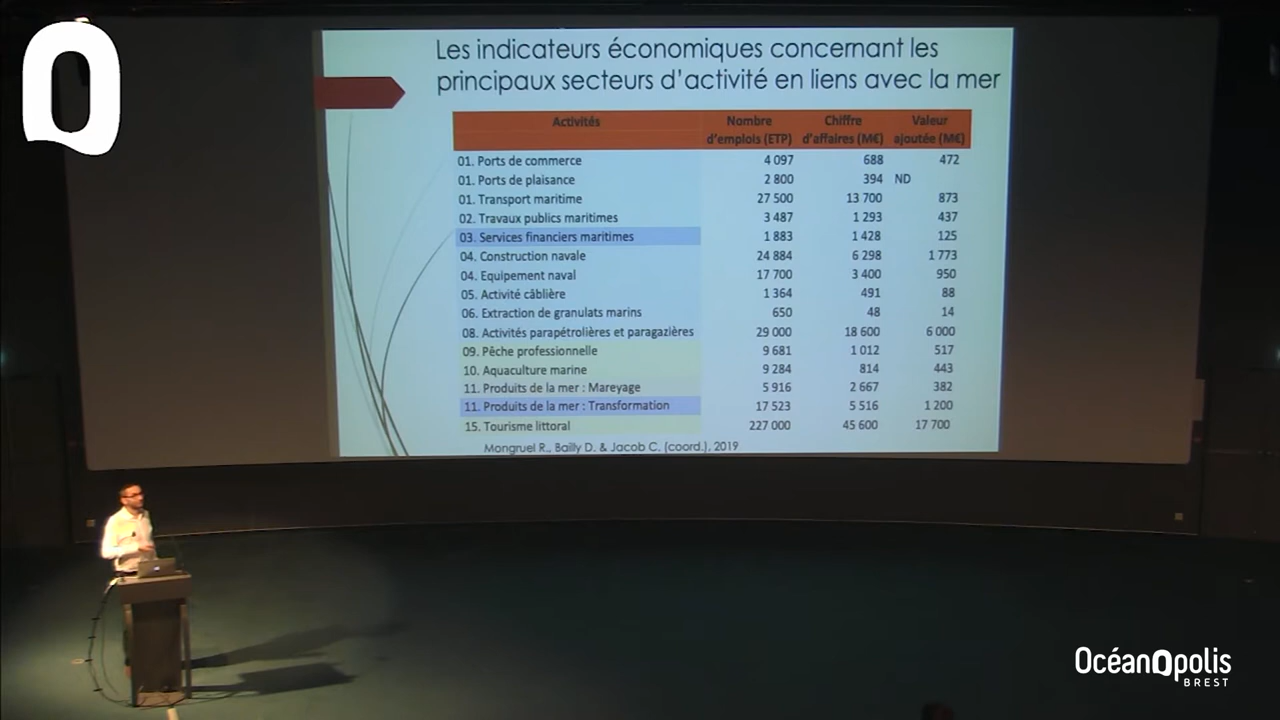 Les indicateurs économiques concernant les
principaux secteurs d'activité en liens avec la mer
Activités Nombre d'emplois (ETP) Chiffre d'affaires (M€) Valeur ajoutée (M€)
01. Ports de commerce 4 097 688 472
01. Ports de plaisance 2 800 394 ND
01. Transport maritime 27 500 13 700 873
02. Travaux publics maritimes 3 487 1 293 437
03. Services financiers maritimes 1 883 1 428 125
04. Construction navale 24 884 6 298 1 773
04. Equipement naval 17 700 3 400 950
05. Activité câblière 1 364 491 88
06. Extraction de granulats marins 650 48 14
08. Activités parapétrolières et paragazières 29 000 18 600 6 000
09. Pêche professionnelle 9 681 1 012 517
10. Aquaculture marine 9 284 814 443
11. Produits de la mer : Mareyage 5 916 2 667 382
11. Produits de la mer : Transformation 17 523 5 516 1 200
15. Tourisme littoral 227 000 45 600 17 700
Mongruel R., Bailly D. & Jacob C. (coord.), 2019
OcéanOpolis
BREST